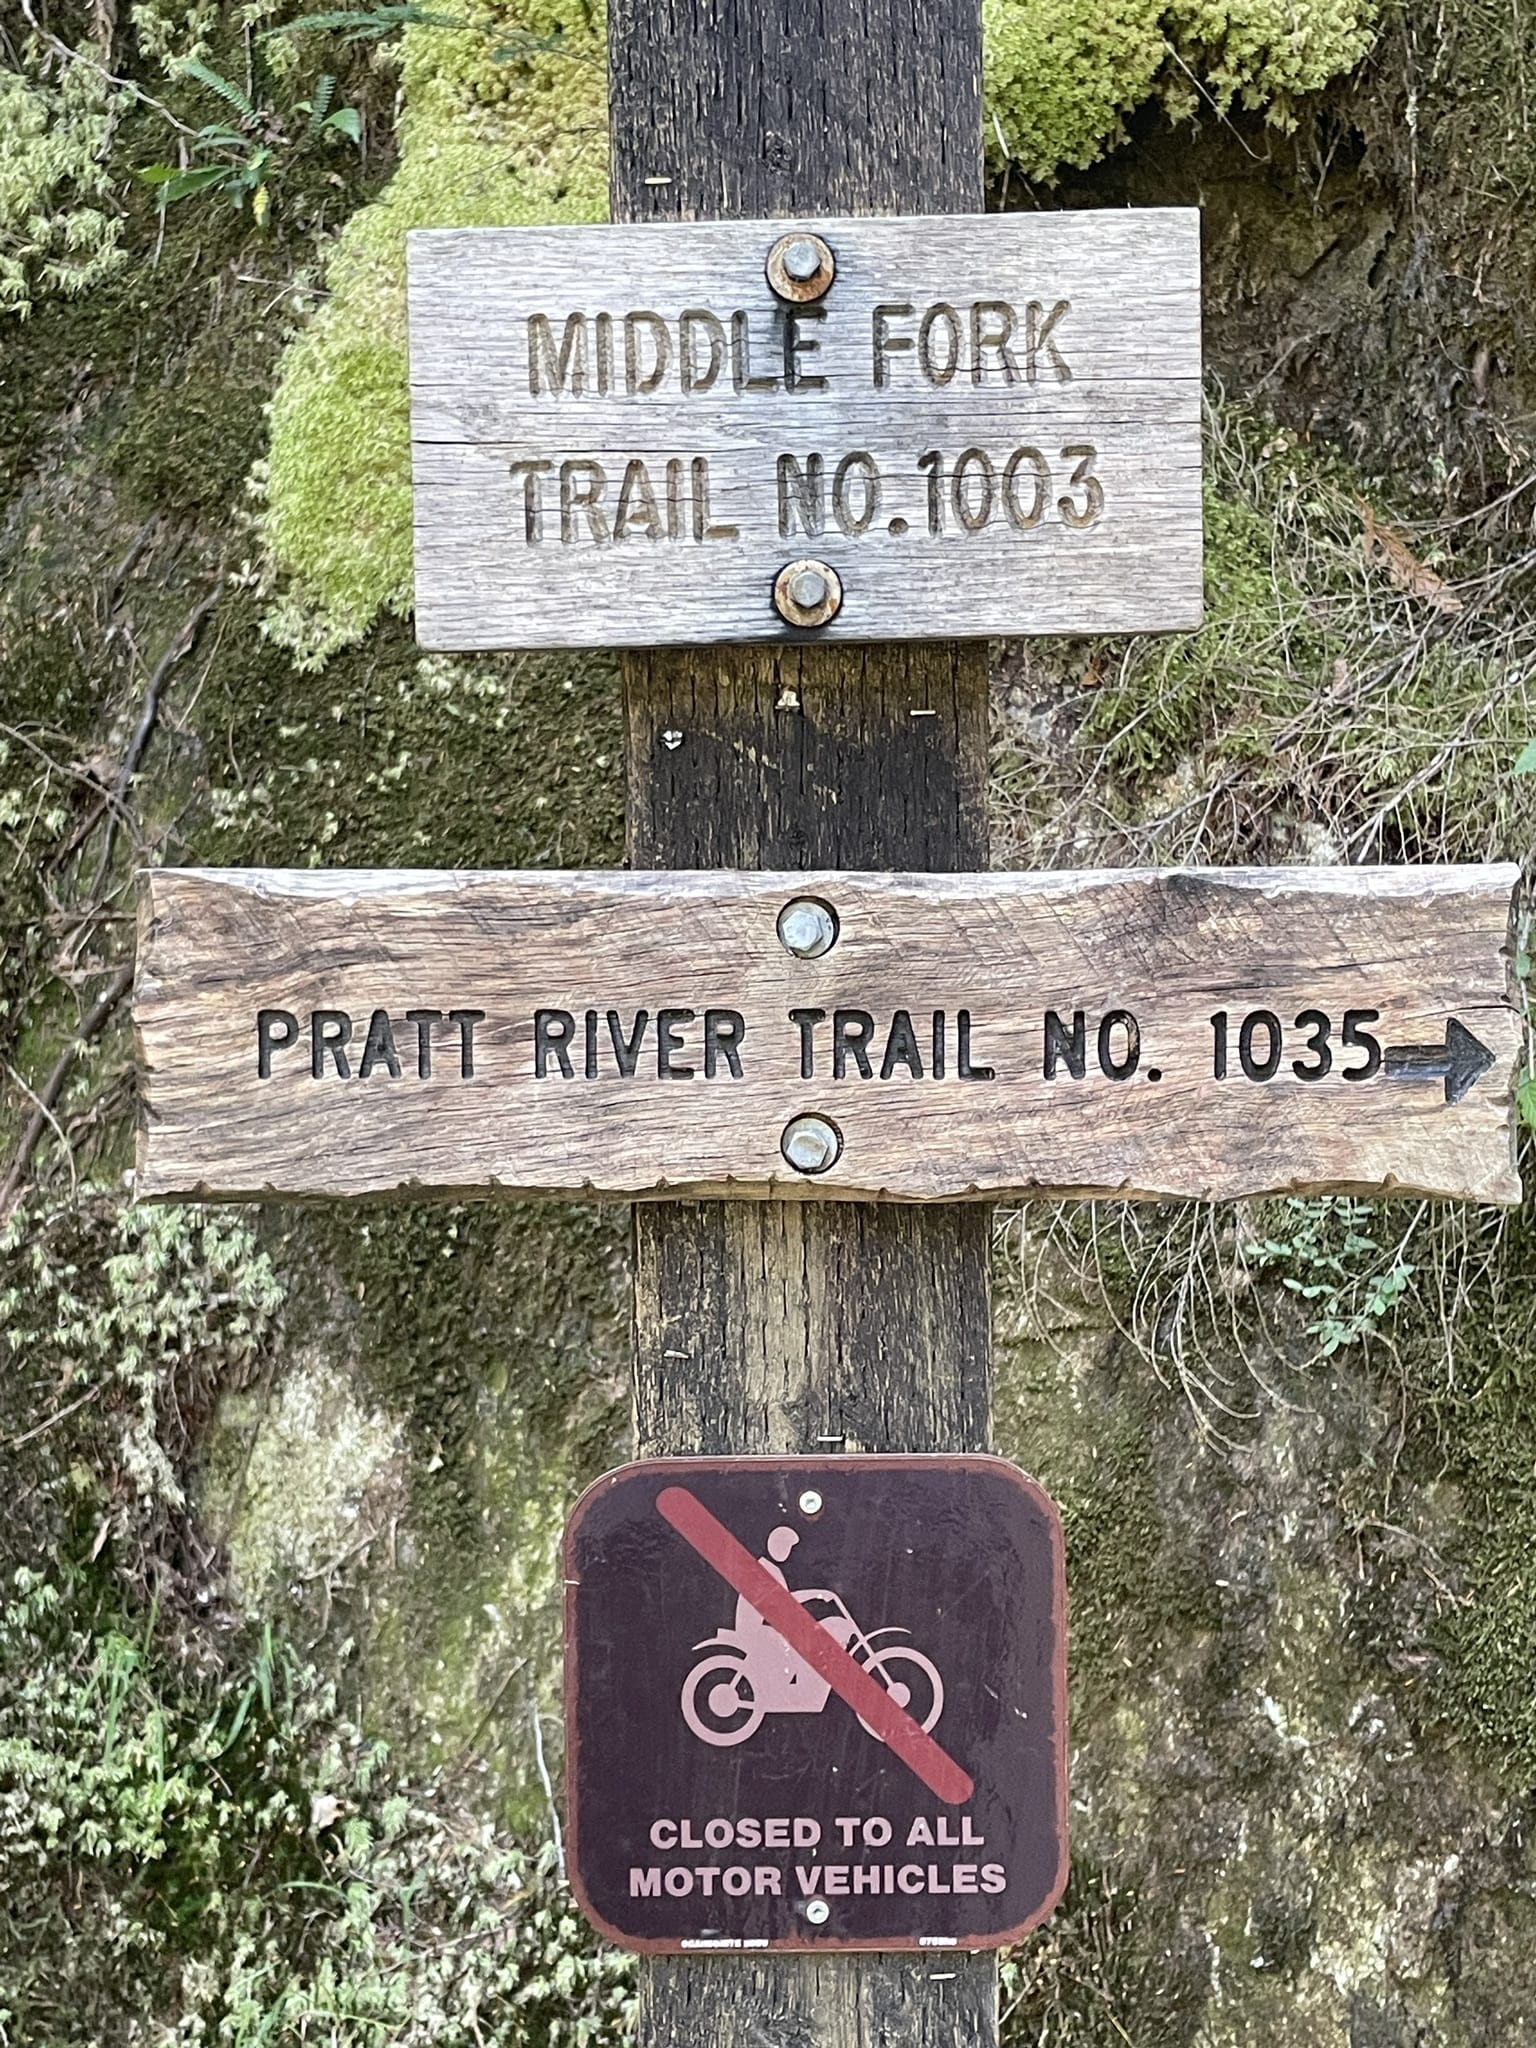 MIDDLE FORK
TRAIL NO.1003
PRATT RIVER TRAIL NO. 1035
CLOSED TO ALL
MOTOR VEHICLES